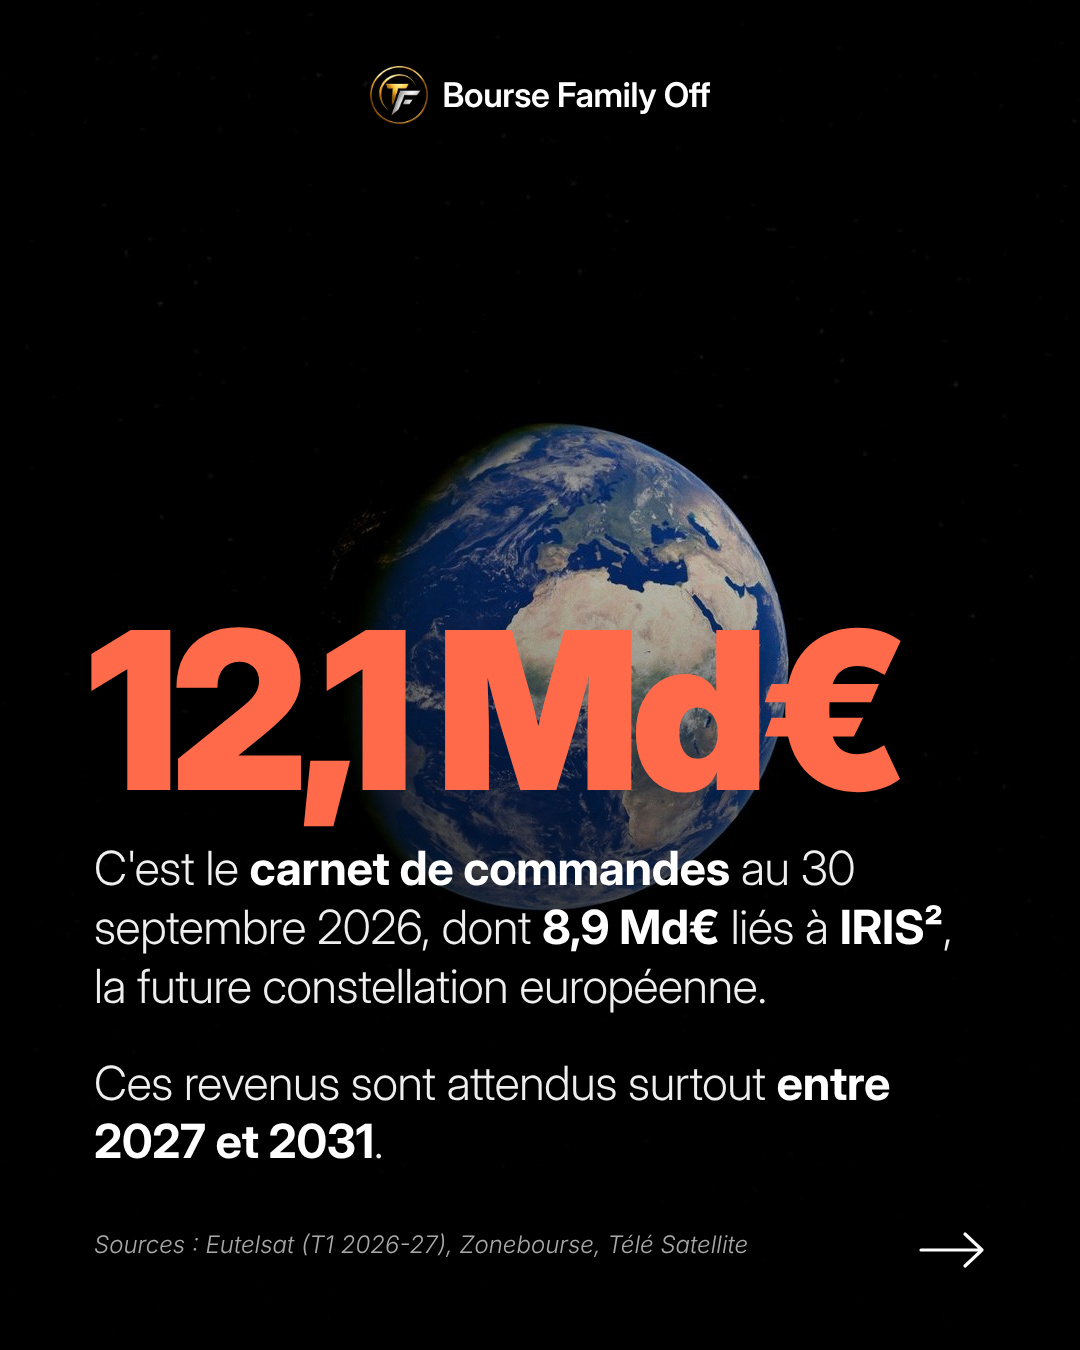 TF Bourse Family Off
12,1 Md€
C'est le carnet de commandes au 30
septembre 2026, dont 8,9 Md€ liés à IRIS²,
la future constellation européenne.
Ces revenus sont attendus surtout entre
2027 et 2031.
Sources : Eutelsat (T1 2026-27), Zonebourse, Télé Satellite